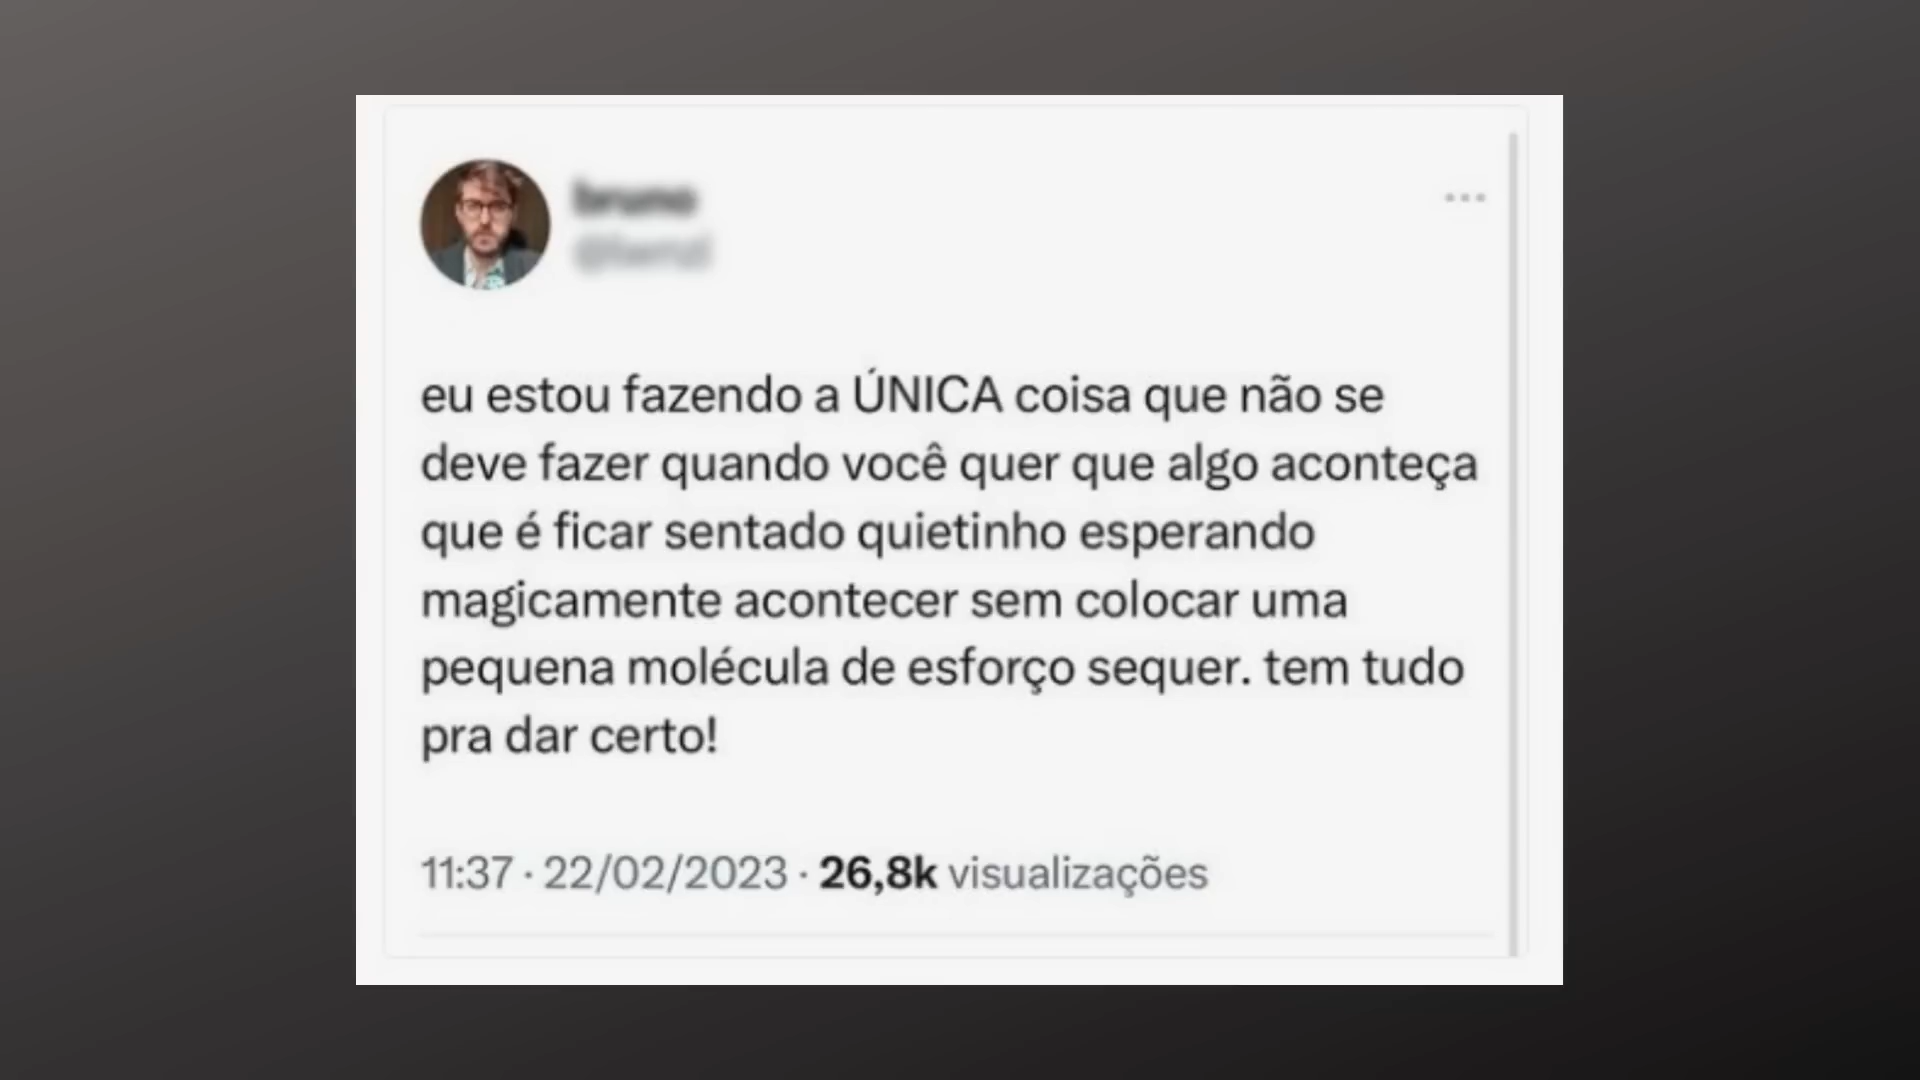 bruno
eu estou fazendo a ÚNICA coisa que não se
deve fazer quando você quer que algo aconteça
que é ficar sentado quietinho esperando
magicamente acontecer sem colocar uma
pequena molécula de esforço sequer. tem tudo
pra dar certo!
11:37 · 22/02/2023 · 26,8k visualizações